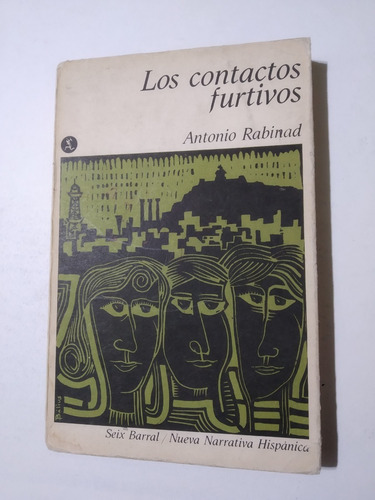 Los contactos
furtivos
Antonio Rabinad
Seix Barral / Nueva Narrativa Hispánica